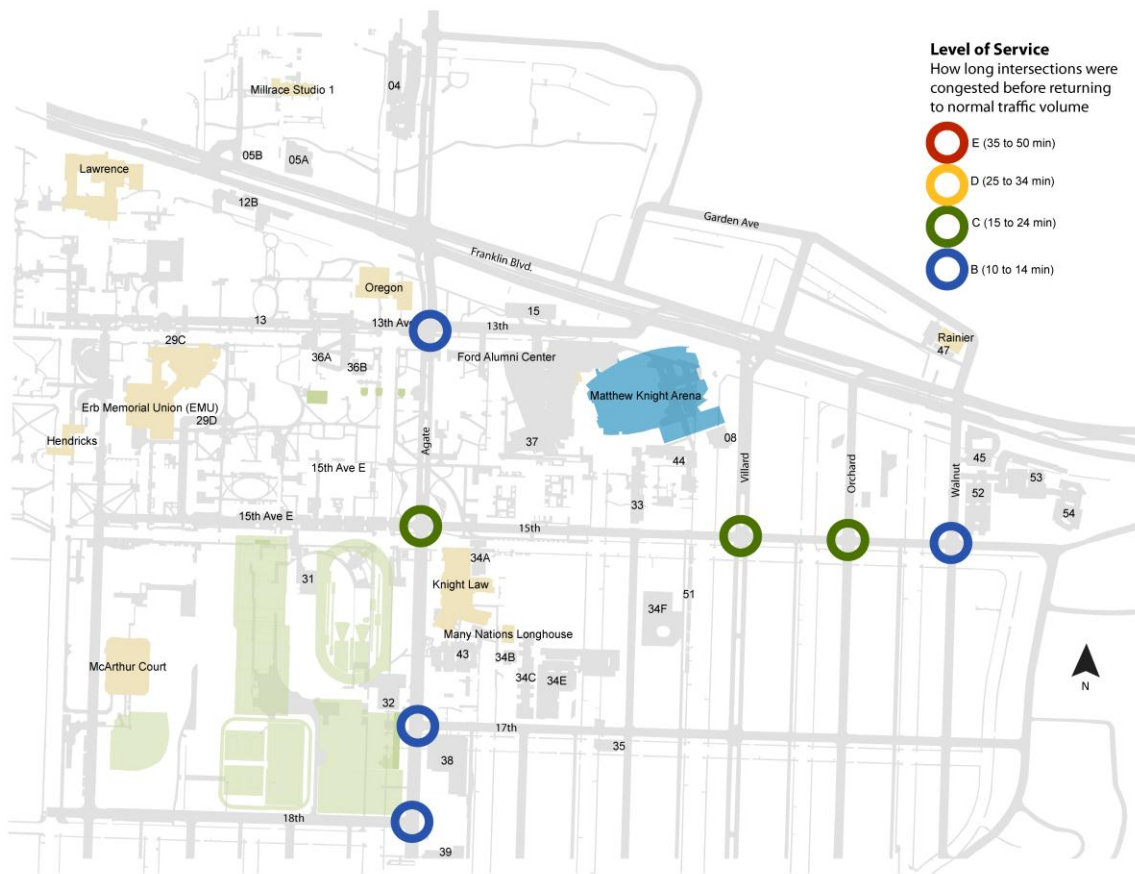 Level of Service
How long intersections were
congested before returning
to normal traffic volume
E (35 to 50 min)
D (25 to 34 min)
C (15 to 24 min)
B (10 to 14 min)
Millrace Studio 1
04
05B
05A
Lawrence
12B
Garden Ave
Franklin Blvd.
Oregon
15
13
13th Ave
13th
29C
36A
36B
Ford Alumni Center
Rainier
47
Matthew Knight Arena
Erb Memorial Union (EMU)
29D
Hendricks
Agate
37
08
44
Villard
Orchard
Walnut
45
53
52
54
15th Ave E
33
15th Ave E
15th
34A
31
Knight Law
51
34F
Many Nations Longhouse
43
34B
McArthur Court
34C
34E
32
17th
35
38
18th
39
N